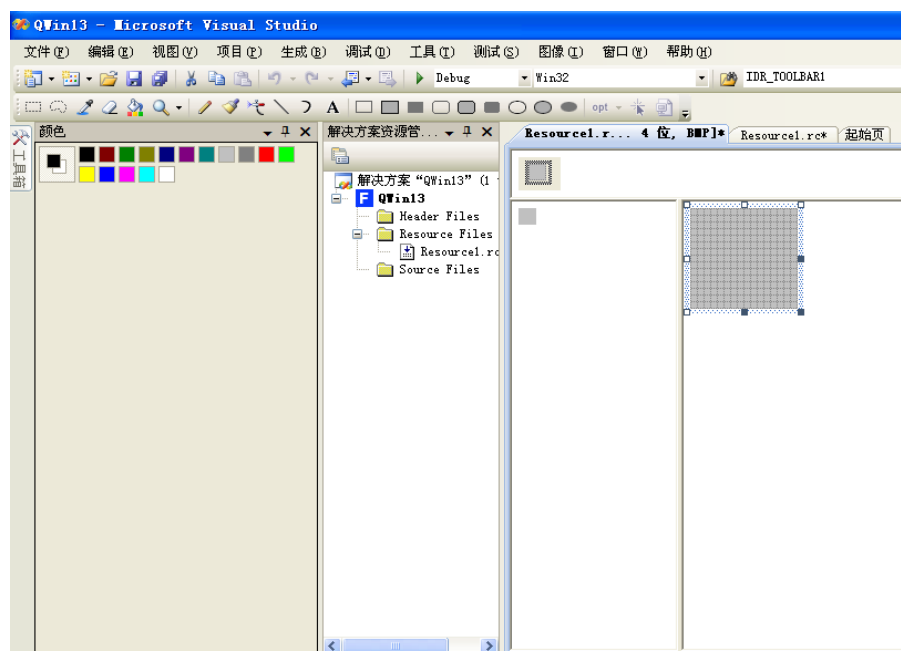 QWin13 - Microsoft Visual Studio
文件(F) 编辑(E) 视图(V) 项目(P) 生成(B) 调试(D) 工具(T) 测试(S) 图像(I) 窗口(W) 帮助(H)
Debug Win32 IDR_TOOLBAR1
A opt
工具箱
颜色
解决方案资源管...
Resource1.r... 4 位, BMP]* Resource1.rc* 起始页
解决方案“QWin13”(1
QWin13
Header Files
Resource Files
Resource1.rc
Source Files